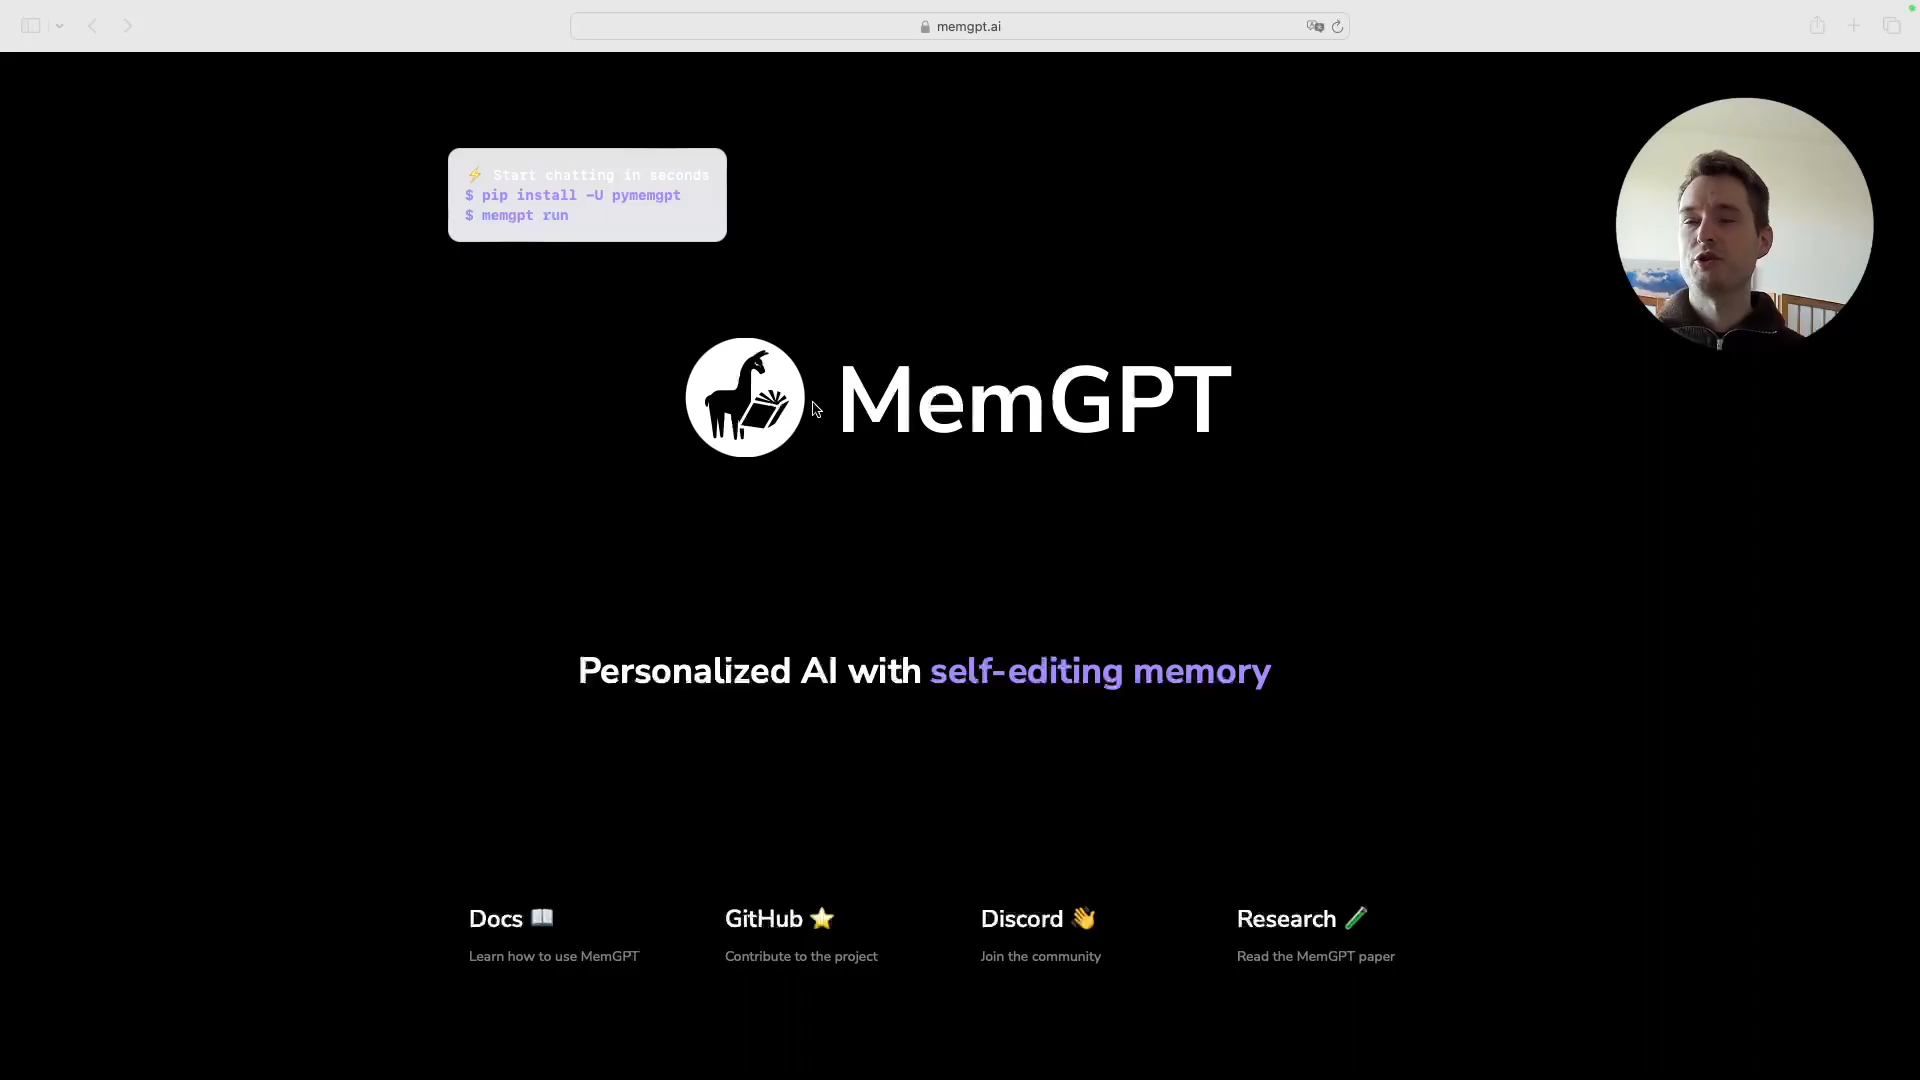 memgpt.ai
⚡ Start chatting in seconds
$ pip install -U pymemgpt
$ memgpt run
MemGPT
Personalized AI with self-editing memory
Docs 📖
Learn how to use MemGPT
GitHub ⭐
Contribute to the project
Discord 👋
Join the community
Research 🧪
Read the MemGPT paper